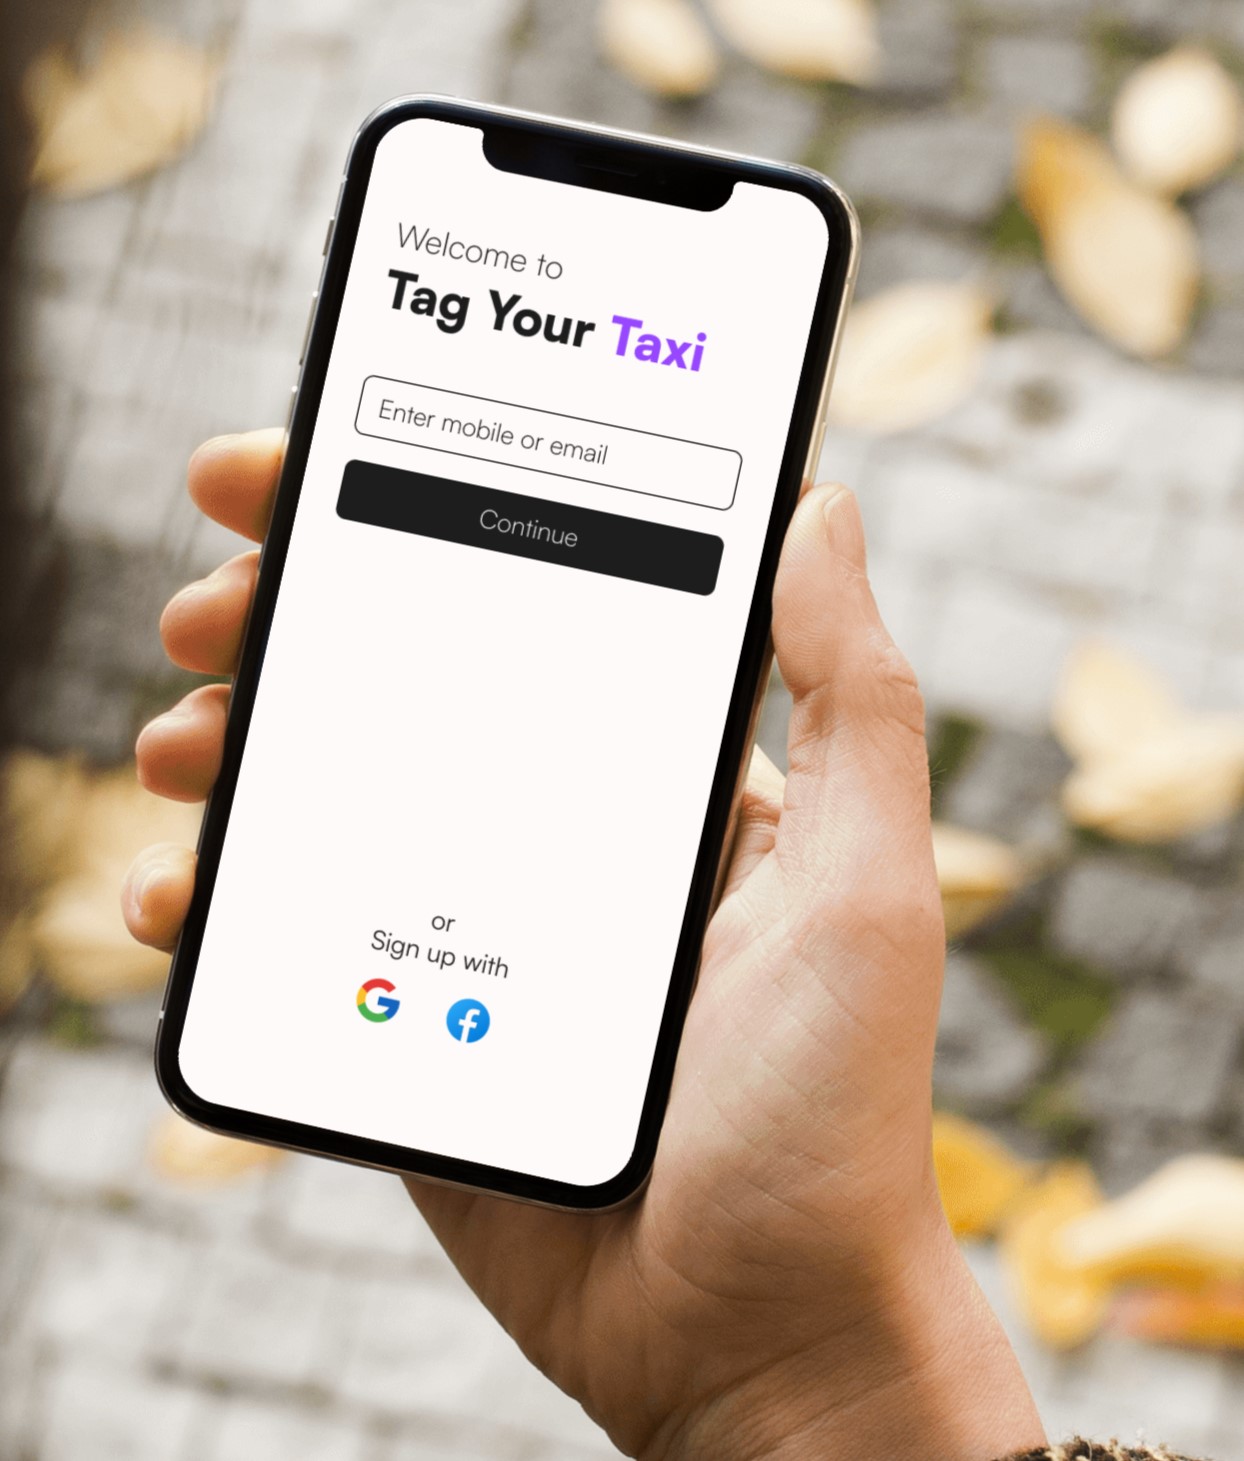 Welcome to
Tag Your Taxi
Enter mobile or email
Continue
or
Sign up with